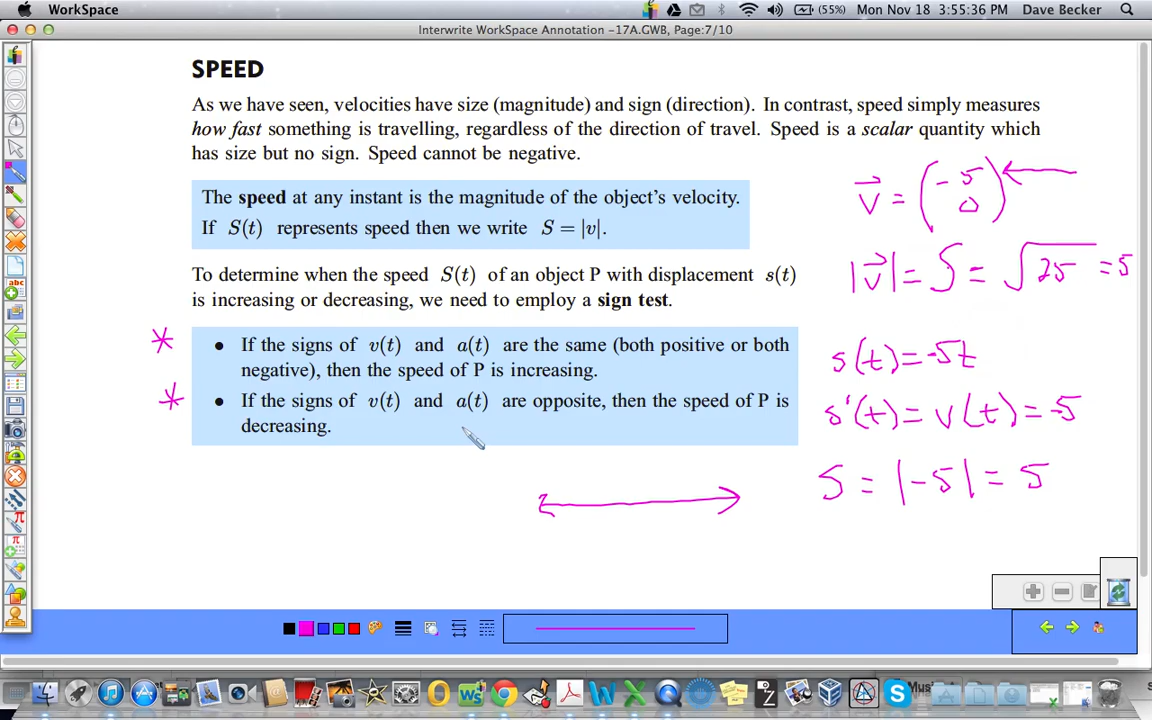 WorkSpace
(55%)
Mon Nov 18 3:55:36 PM
Dave Becker
Interwrite WorkSpace Annotation -17A.GWB, Page:7/10
SPEED
As we have seen, velocities have size (magnitude) and sign (direction). In contrast, speed simply measures
how fast something is travelling, regardless of the direction of travel. Speed is a scalar quantity which
has size but no sign. Speed cannot be negative.
The speed at any instant is the magnitude of the object's velocity.
If S(t) represents speed then we write S = |v|.
To determine when the speed S(t) of an object P with displacement s(t)
is increasing or decreasing, we need to employ a sign test.
* • If the signs of v(t) and a(t) are the same (both positive or both
negative), then the speed of P is increasing.
* • If the signs of v(t) and a(t) are opposite, then the speed of P is
decreasing.
v⃗ = (-5 0)
|v⃗| = S = √25 = 5
s(t) = -5t
s'(t) = v(t) = -5
S = |-5| = 5
abc